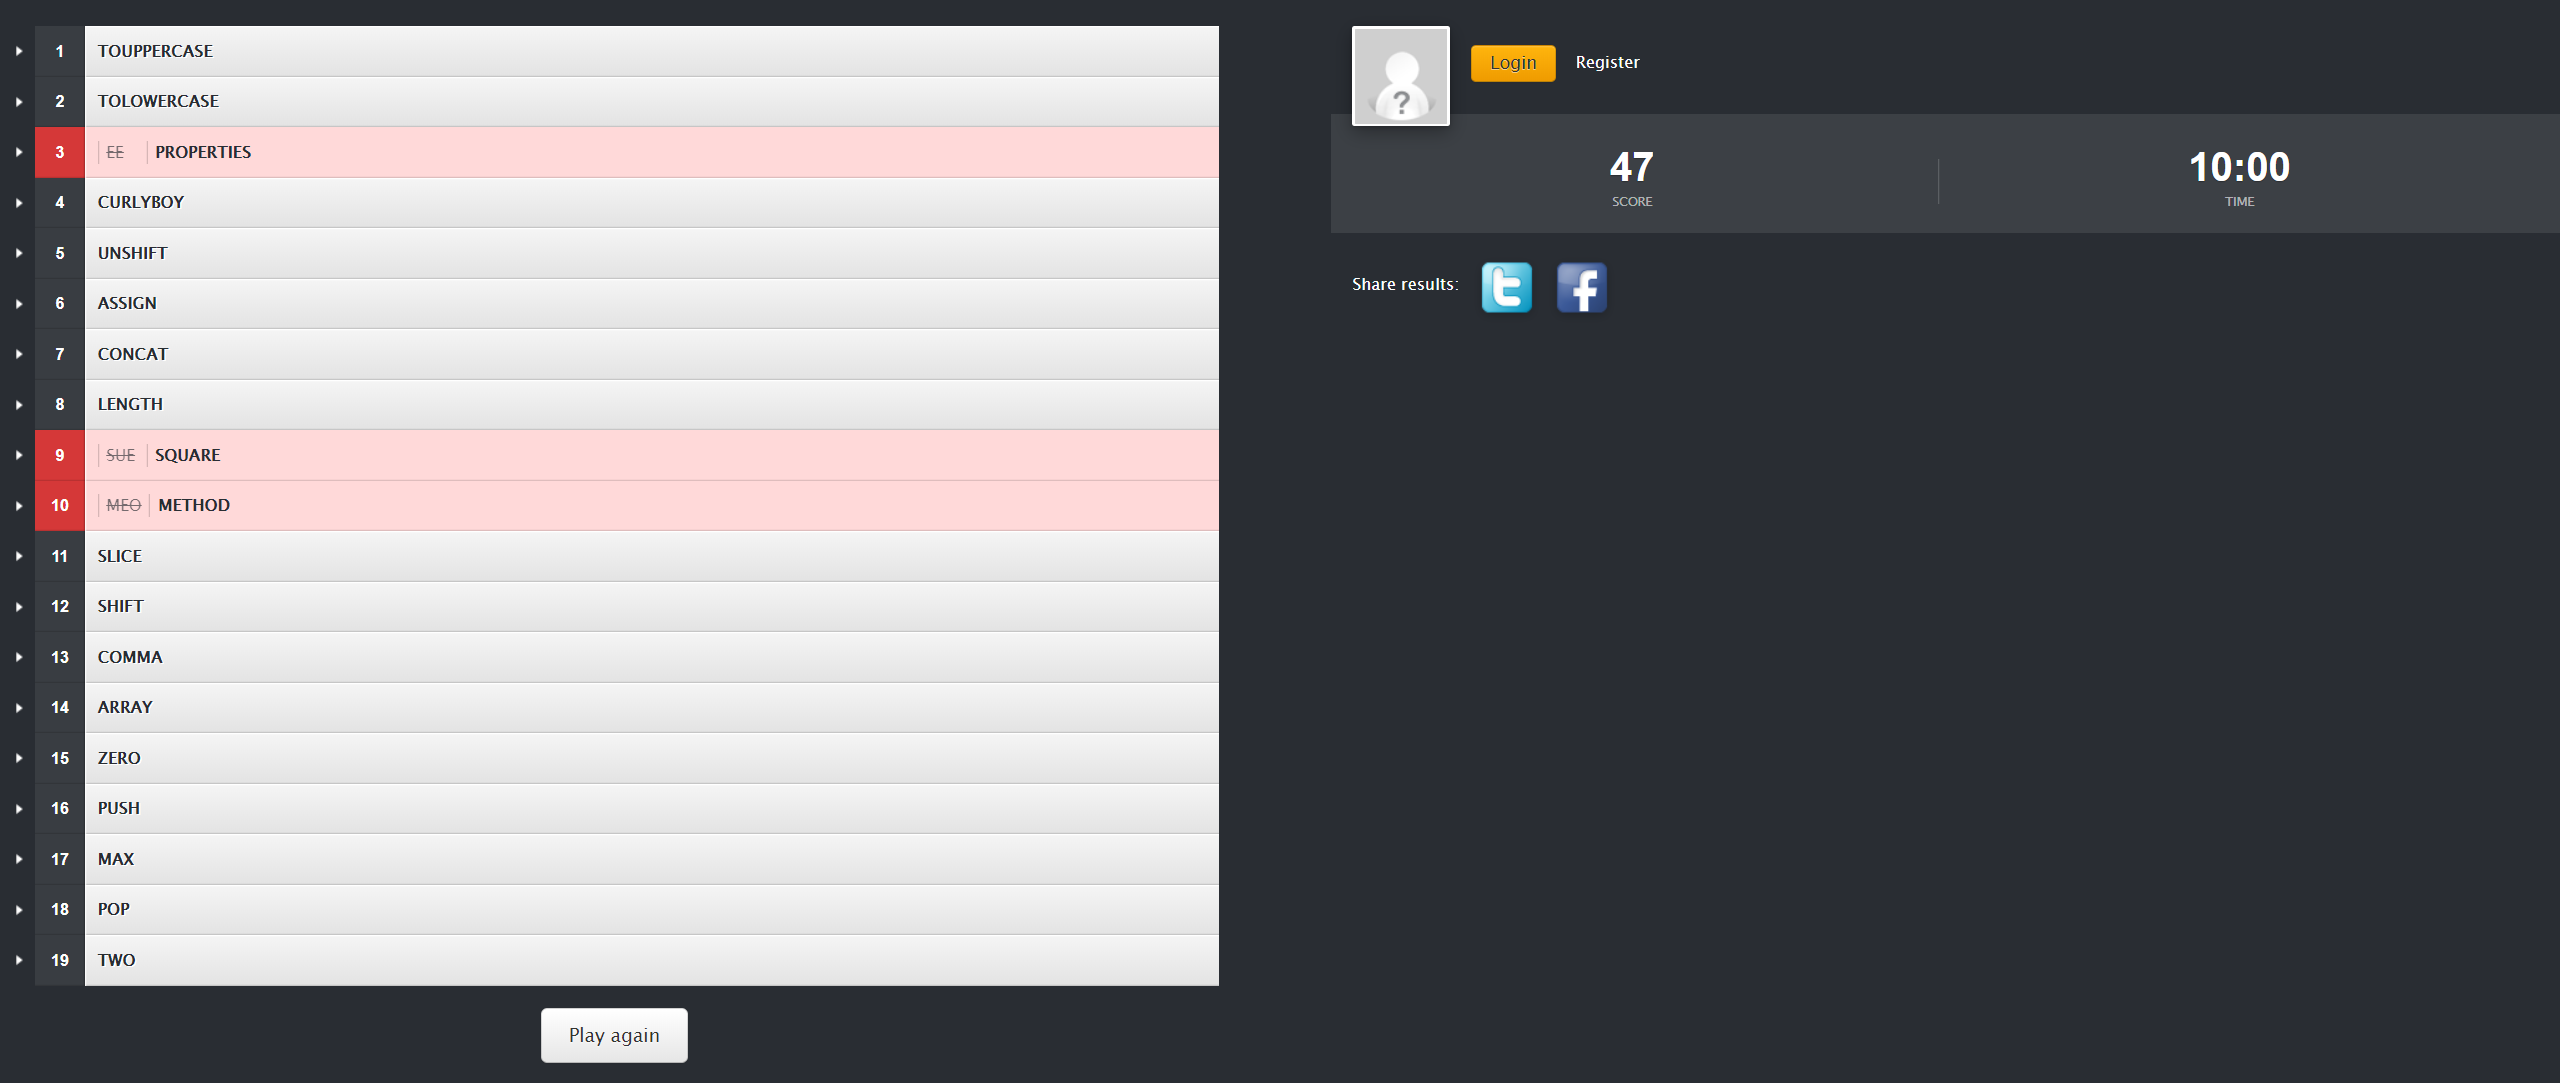 1 TOUPPERCASE
2 TOLOWERCASE
3 EE PROPERTIES
4 CURLYBOY
5 UNSHIFT
6 ASSIGN
7 CONCAT
8 LENGTH
9 SUE SQUARE
10 MEO METHOD
11 SLICE
12 SHIFT
13 COMMA
14 ARRAY
15 ZERO
16 PUSH
17 MAX
18 POP
19 TWO
Play again
?
Login Register
47 10:00
SCORE TIME
Share results: t f